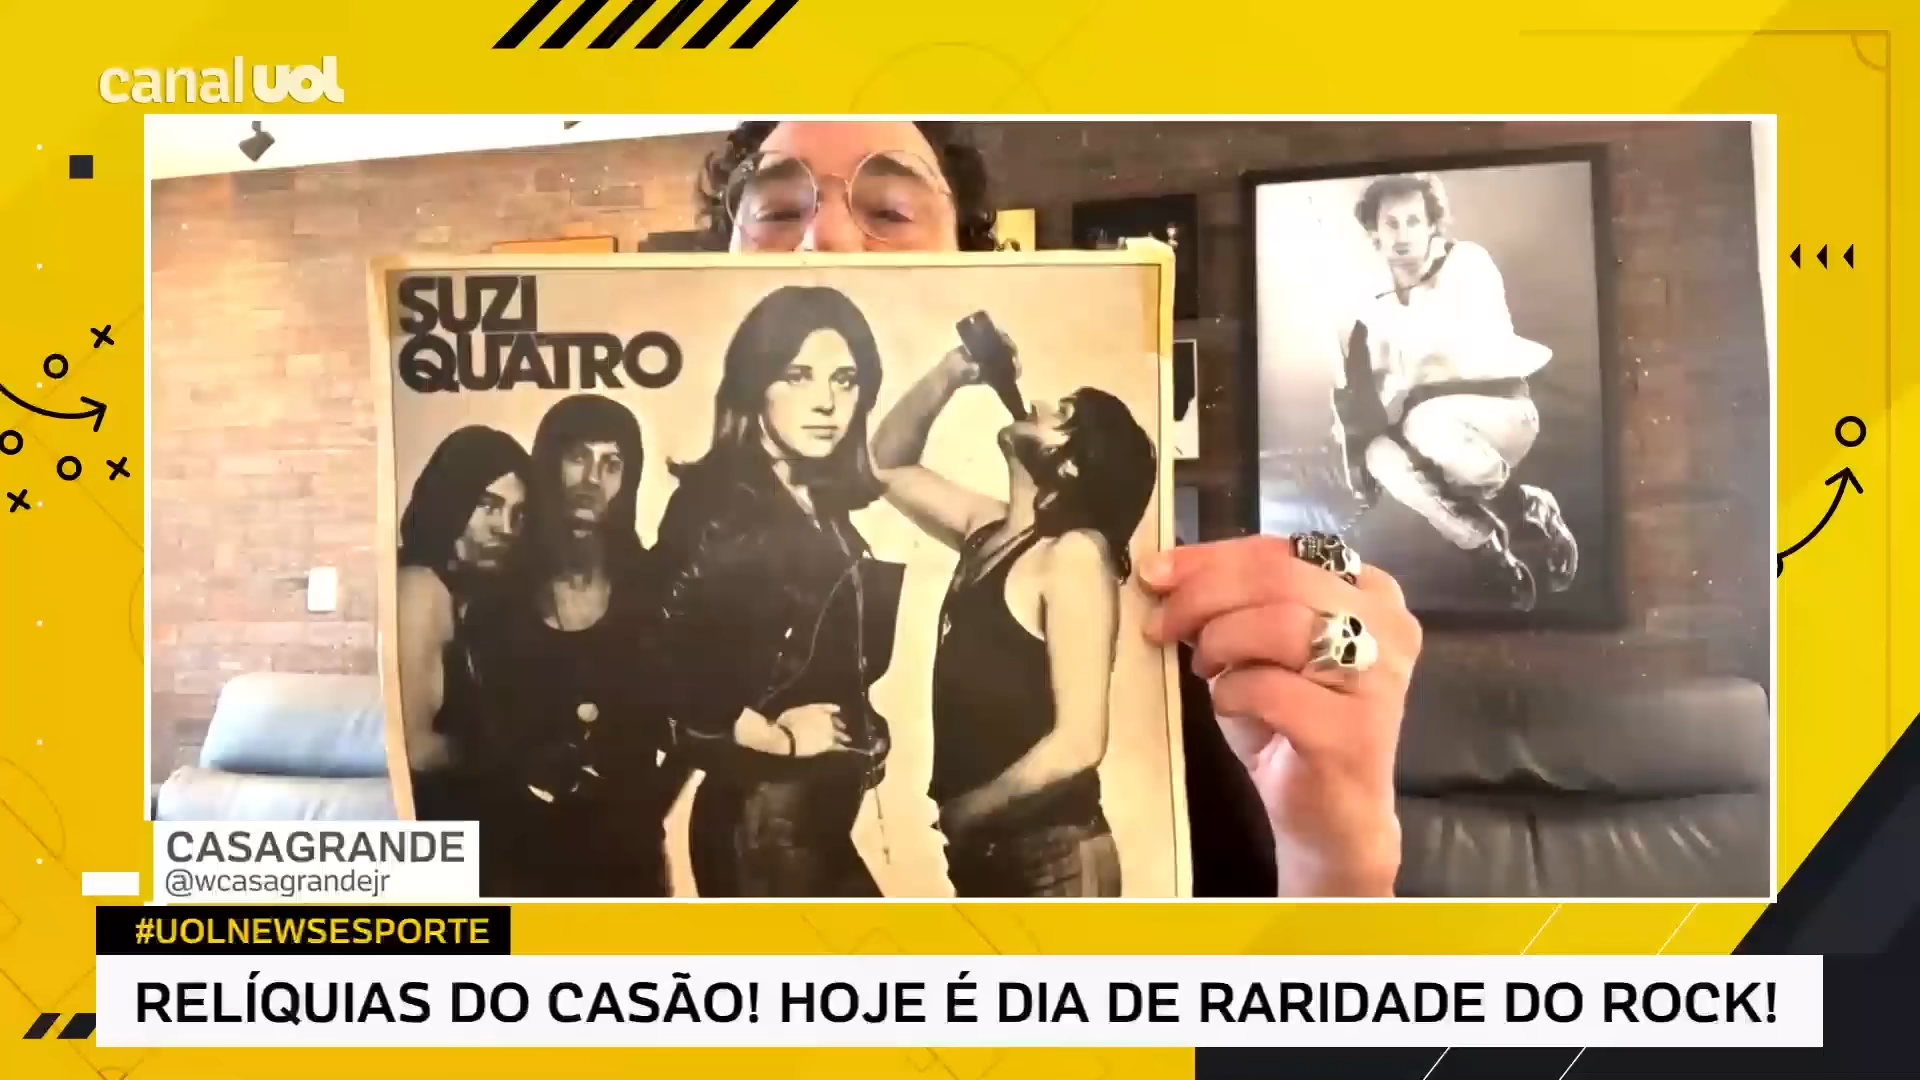 canal uol
SUZI
QUATRO
CASAGRANDE
@wcasagrandejr
#UOLNEWSESPORTE
RELÍQUIAS DO CASÃO! HOJE É DIA DE RARIDADE DO ROCK!